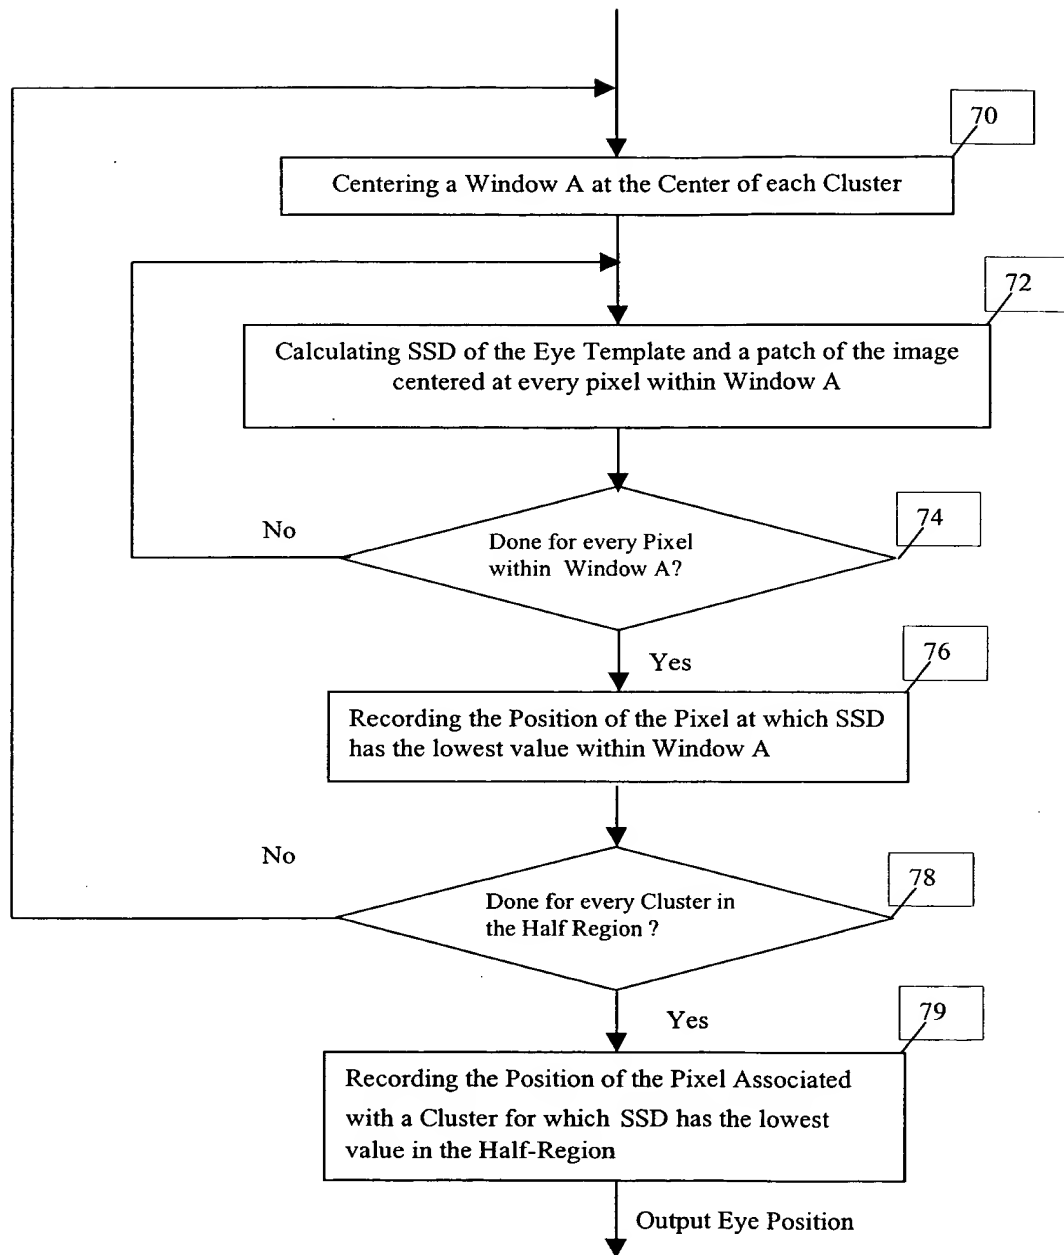 70
Centering a Window A at the Center of each Cluster
72
Calculating SSD of the Eye Template and a patch of the image
centered at every pixel within Window A
74
No
Done for every Pixel
within Window A?
76
Yes
Recording the Position of the Pixel at which SSD
has the lowest value within Window A
No
78
Done for every Cluster in
the Half Region ?
79
Yes
Recording the Position of the Pixel Associated
with a Cluster for which SSD has the lowest
value in the Half-Region
Output Eye Position